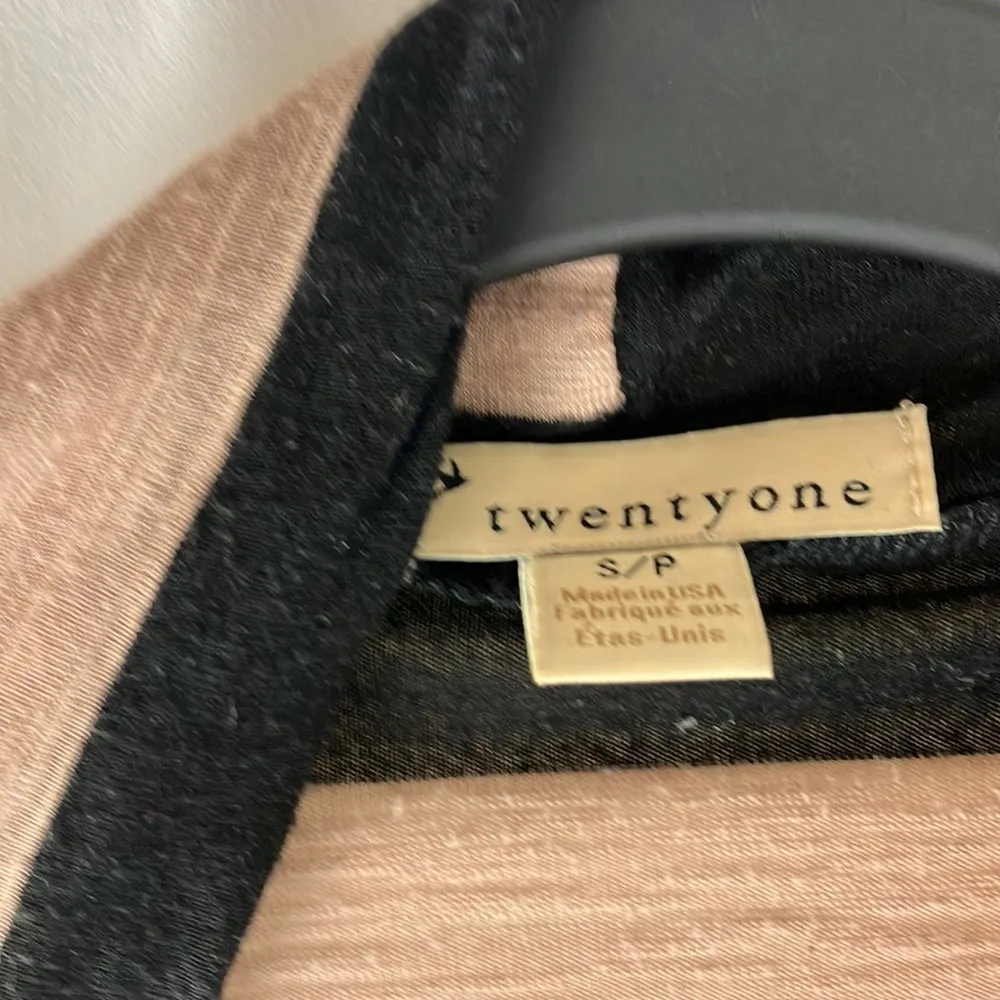 twentyone
S/P
Made in USA
Fabriqué aux
Étas-Unis